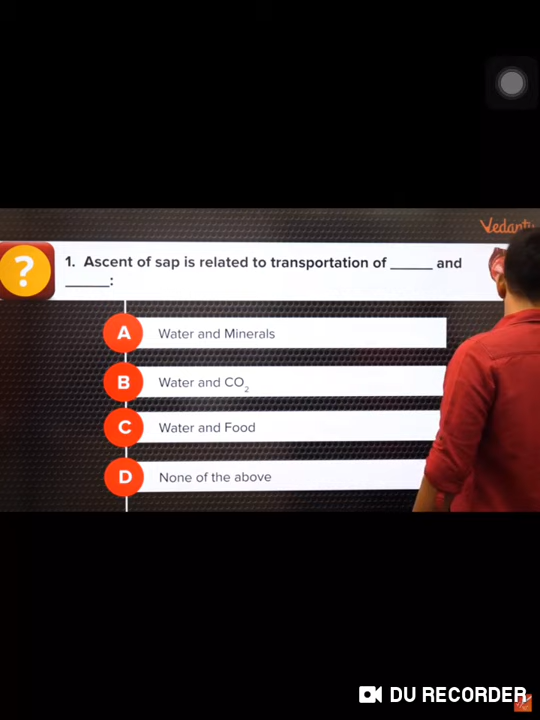 Vedantu
?
1. Ascent of sap is related to transportation of _____ and
_____:
A Water and Minerals
B Water and CO₂
C Water and Food
D None of the above
DU RECORDER